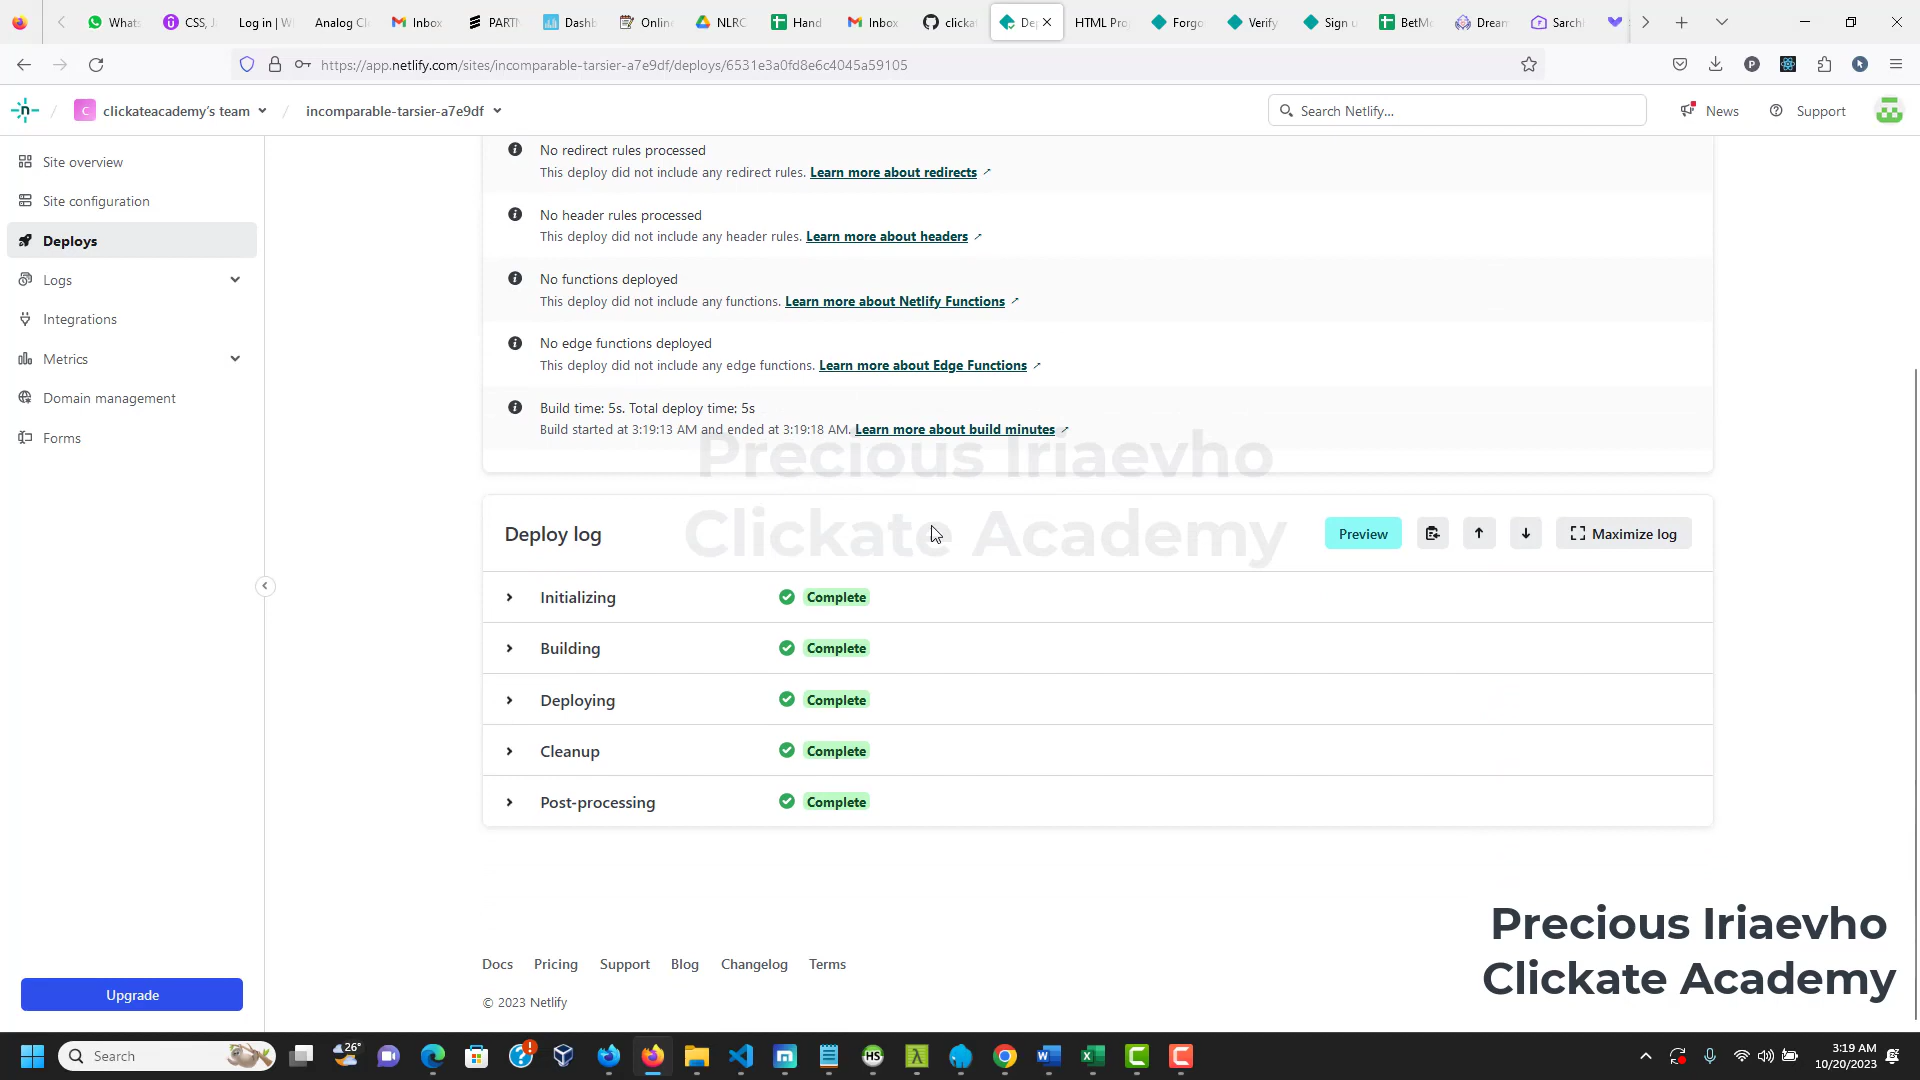 Whats
CSS, J
Log in | W
Analog Cl
Inbox
PARTN
Dashb
Online
NLRC
Hand
Inbox
clicka
De
HTML Pro
Forgo
Verify
Sign u
BetMo
Dream
Sarchi
https://app.netlify.com/sites/incomparable-tarsier-a7e9df/deploys/6531e3a0fd8e6c4045a59105
C clickateacademy's team / incomparable-tarsier-a7e9df
Search Netlify...
News
Support
Site overview
Site configuration
Deploys
Logs
Integrations
Metrics
Domain management
Forms
Upgrade
No redirect rules processed
This deploy did not include any redirect rules. Learn more about redirects
No header rules processed
This deploy did not include any header rules. Learn more about headers
No functions deployed
This deploy did not include any functions. Learn more about Netlify Functions
No edge functions deployed
This deploy did not include any edge functions. Learn more about Edge Functions
Build time: 5s. Total deploy time: 5s
Build started at 3:19:13 AM and ended at 3:19:18 AM. Learn more about build minutes
Precious Iriaevho
Clickate Academy
Deploy log
Preview
Maximize log
Initializing Complete
Building Complete
Deploying Complete
Cleanup Complete
Post-processing Complete
Docs Pricing Support Blog Changelog Terms
© 2023 Netlify
Precious Iriaevho
Clickate Academy
Search
26°
3:19 AM
10/20/2023